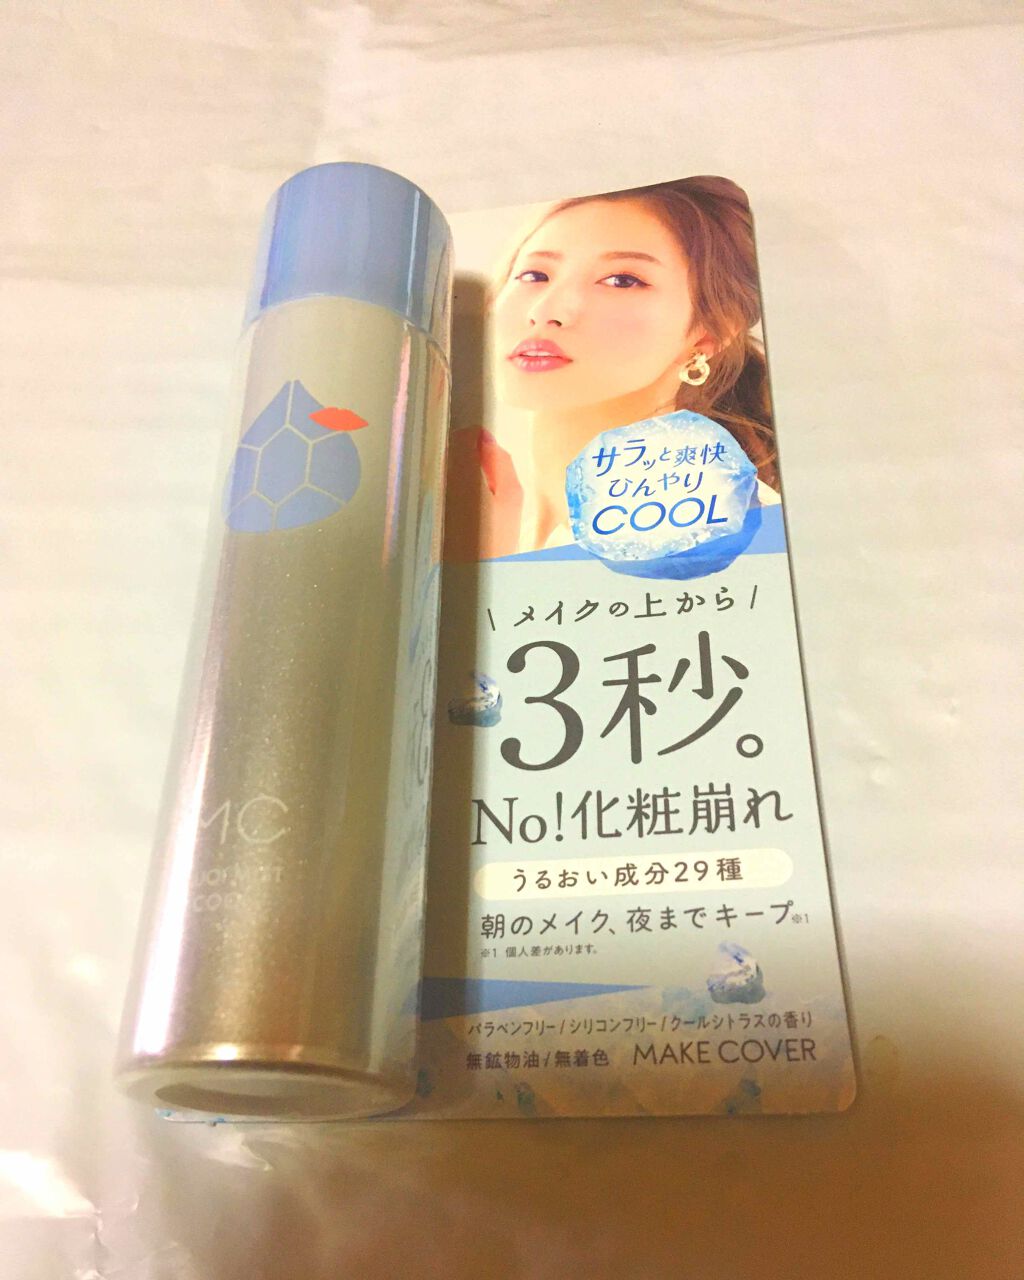 MC
COOL
サラッと爽快
ひんやり
COOL
\ メイクの上から /
3秒。
No!化粧崩れ
うるおい成分29種
朝のメイク、夜までキープ※1
※1 個人差があります。
パラベンフリー/シリコンフリー/クールシトラスの香り
無鉱物油/無着色 MAKE COVER